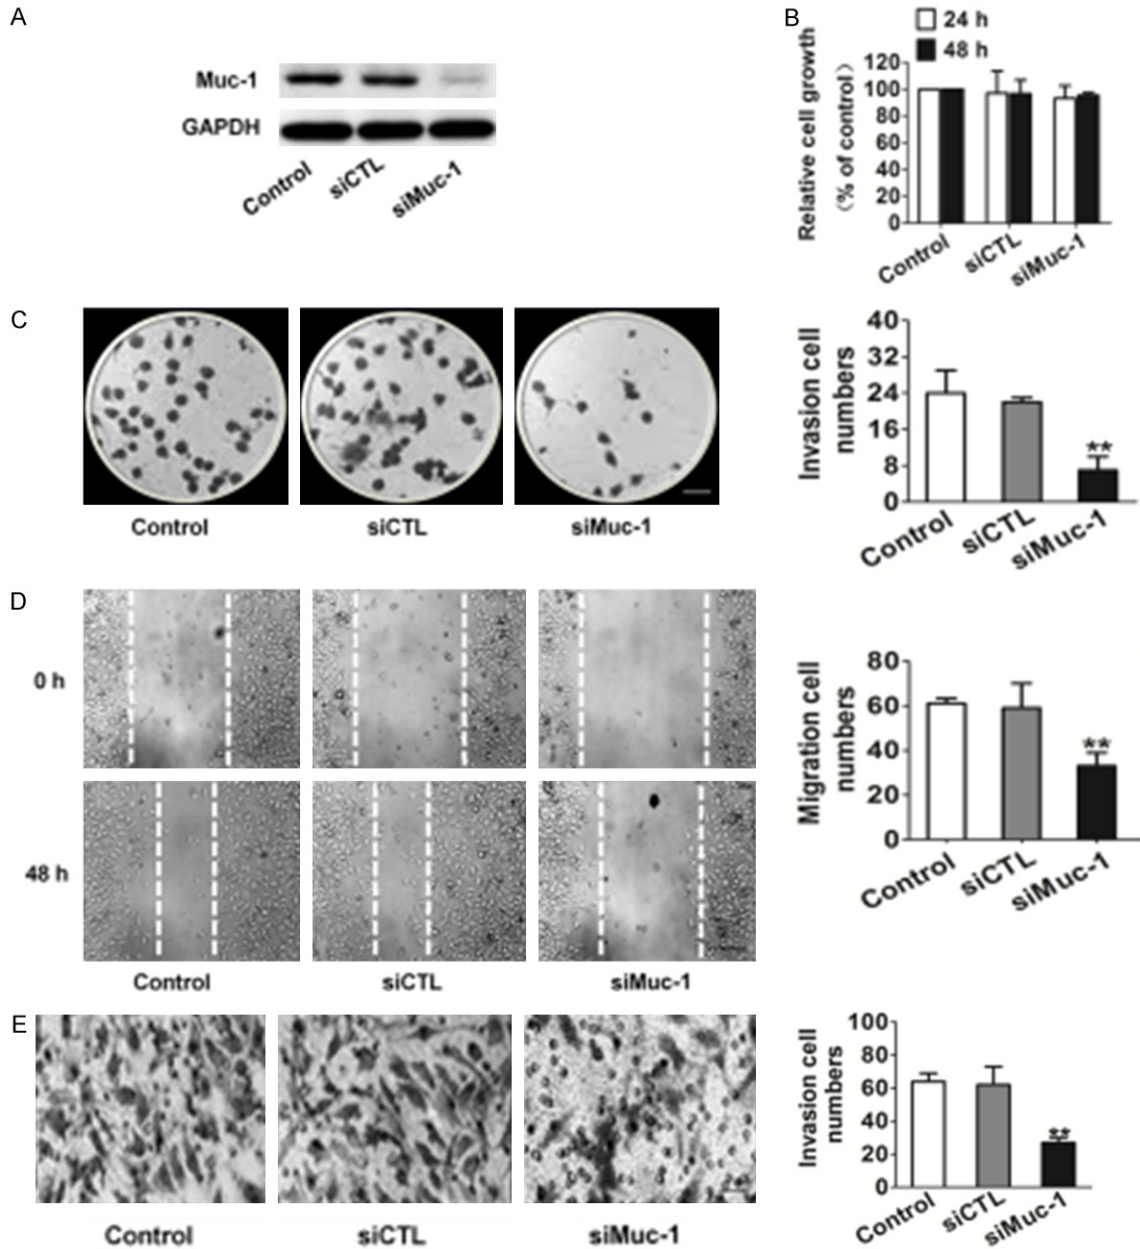 A
Muc-1
GAPDH
Control
siCTL
siMuc-1
B
24 h
48 h
Relative cell growth
(% of control)
120
100
80
60
40
20
0
Control
siCTL
siMuc-1
C
Control
siCTL
siMuc-1
Invasion cell
numbers
40
32
24
16
8
0
**
Control
siCTL
siMuc-1
D
0 h
48 h
Control
siCTL
siMuc-1
Migration cell
numbers
80
60
40
20
0
**
Control
siCTL
siMuc-1
E
Control
siCTL
siMuc-1
Invasion cell
numbers
100
80
60
40
20
0
**
Control
siCTL
siMuc-1